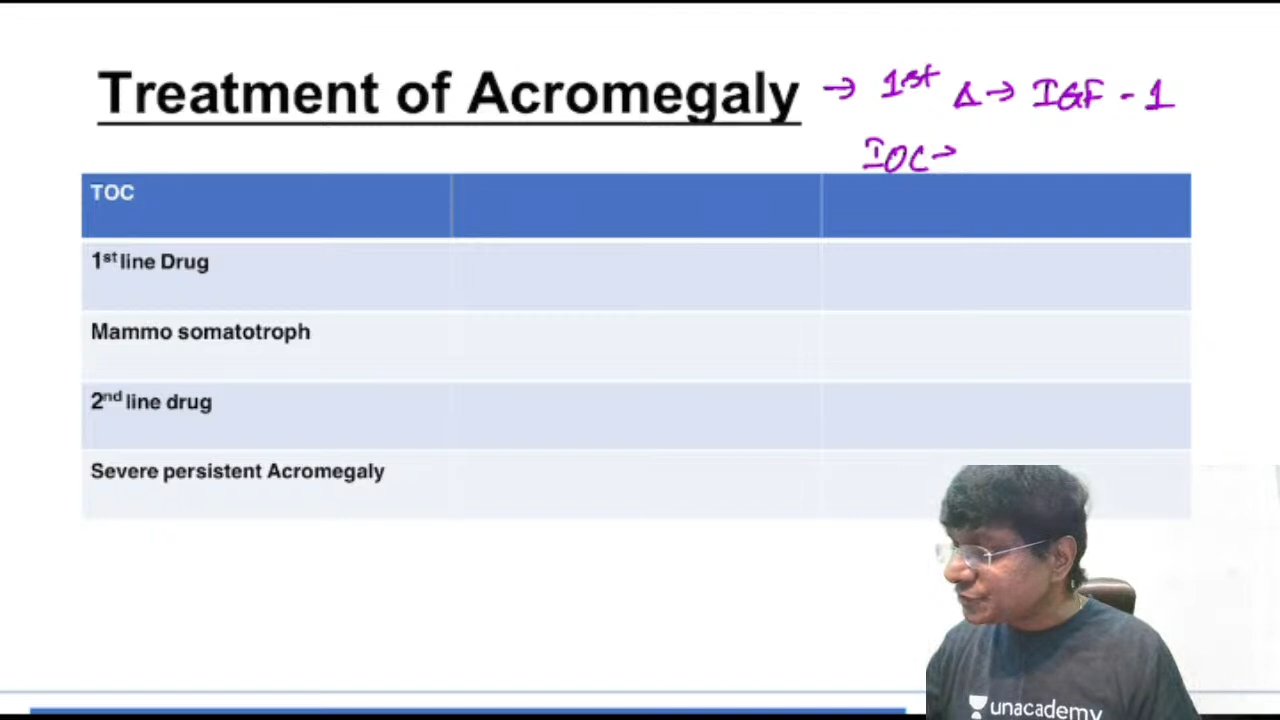 Treatment of Acromegaly → 1st Δ → IGF - 1
IOC →
TOC
1st line Drug
Mammo somatotroph
2nd line drug
Severe persistent Acromegaly
unacademy